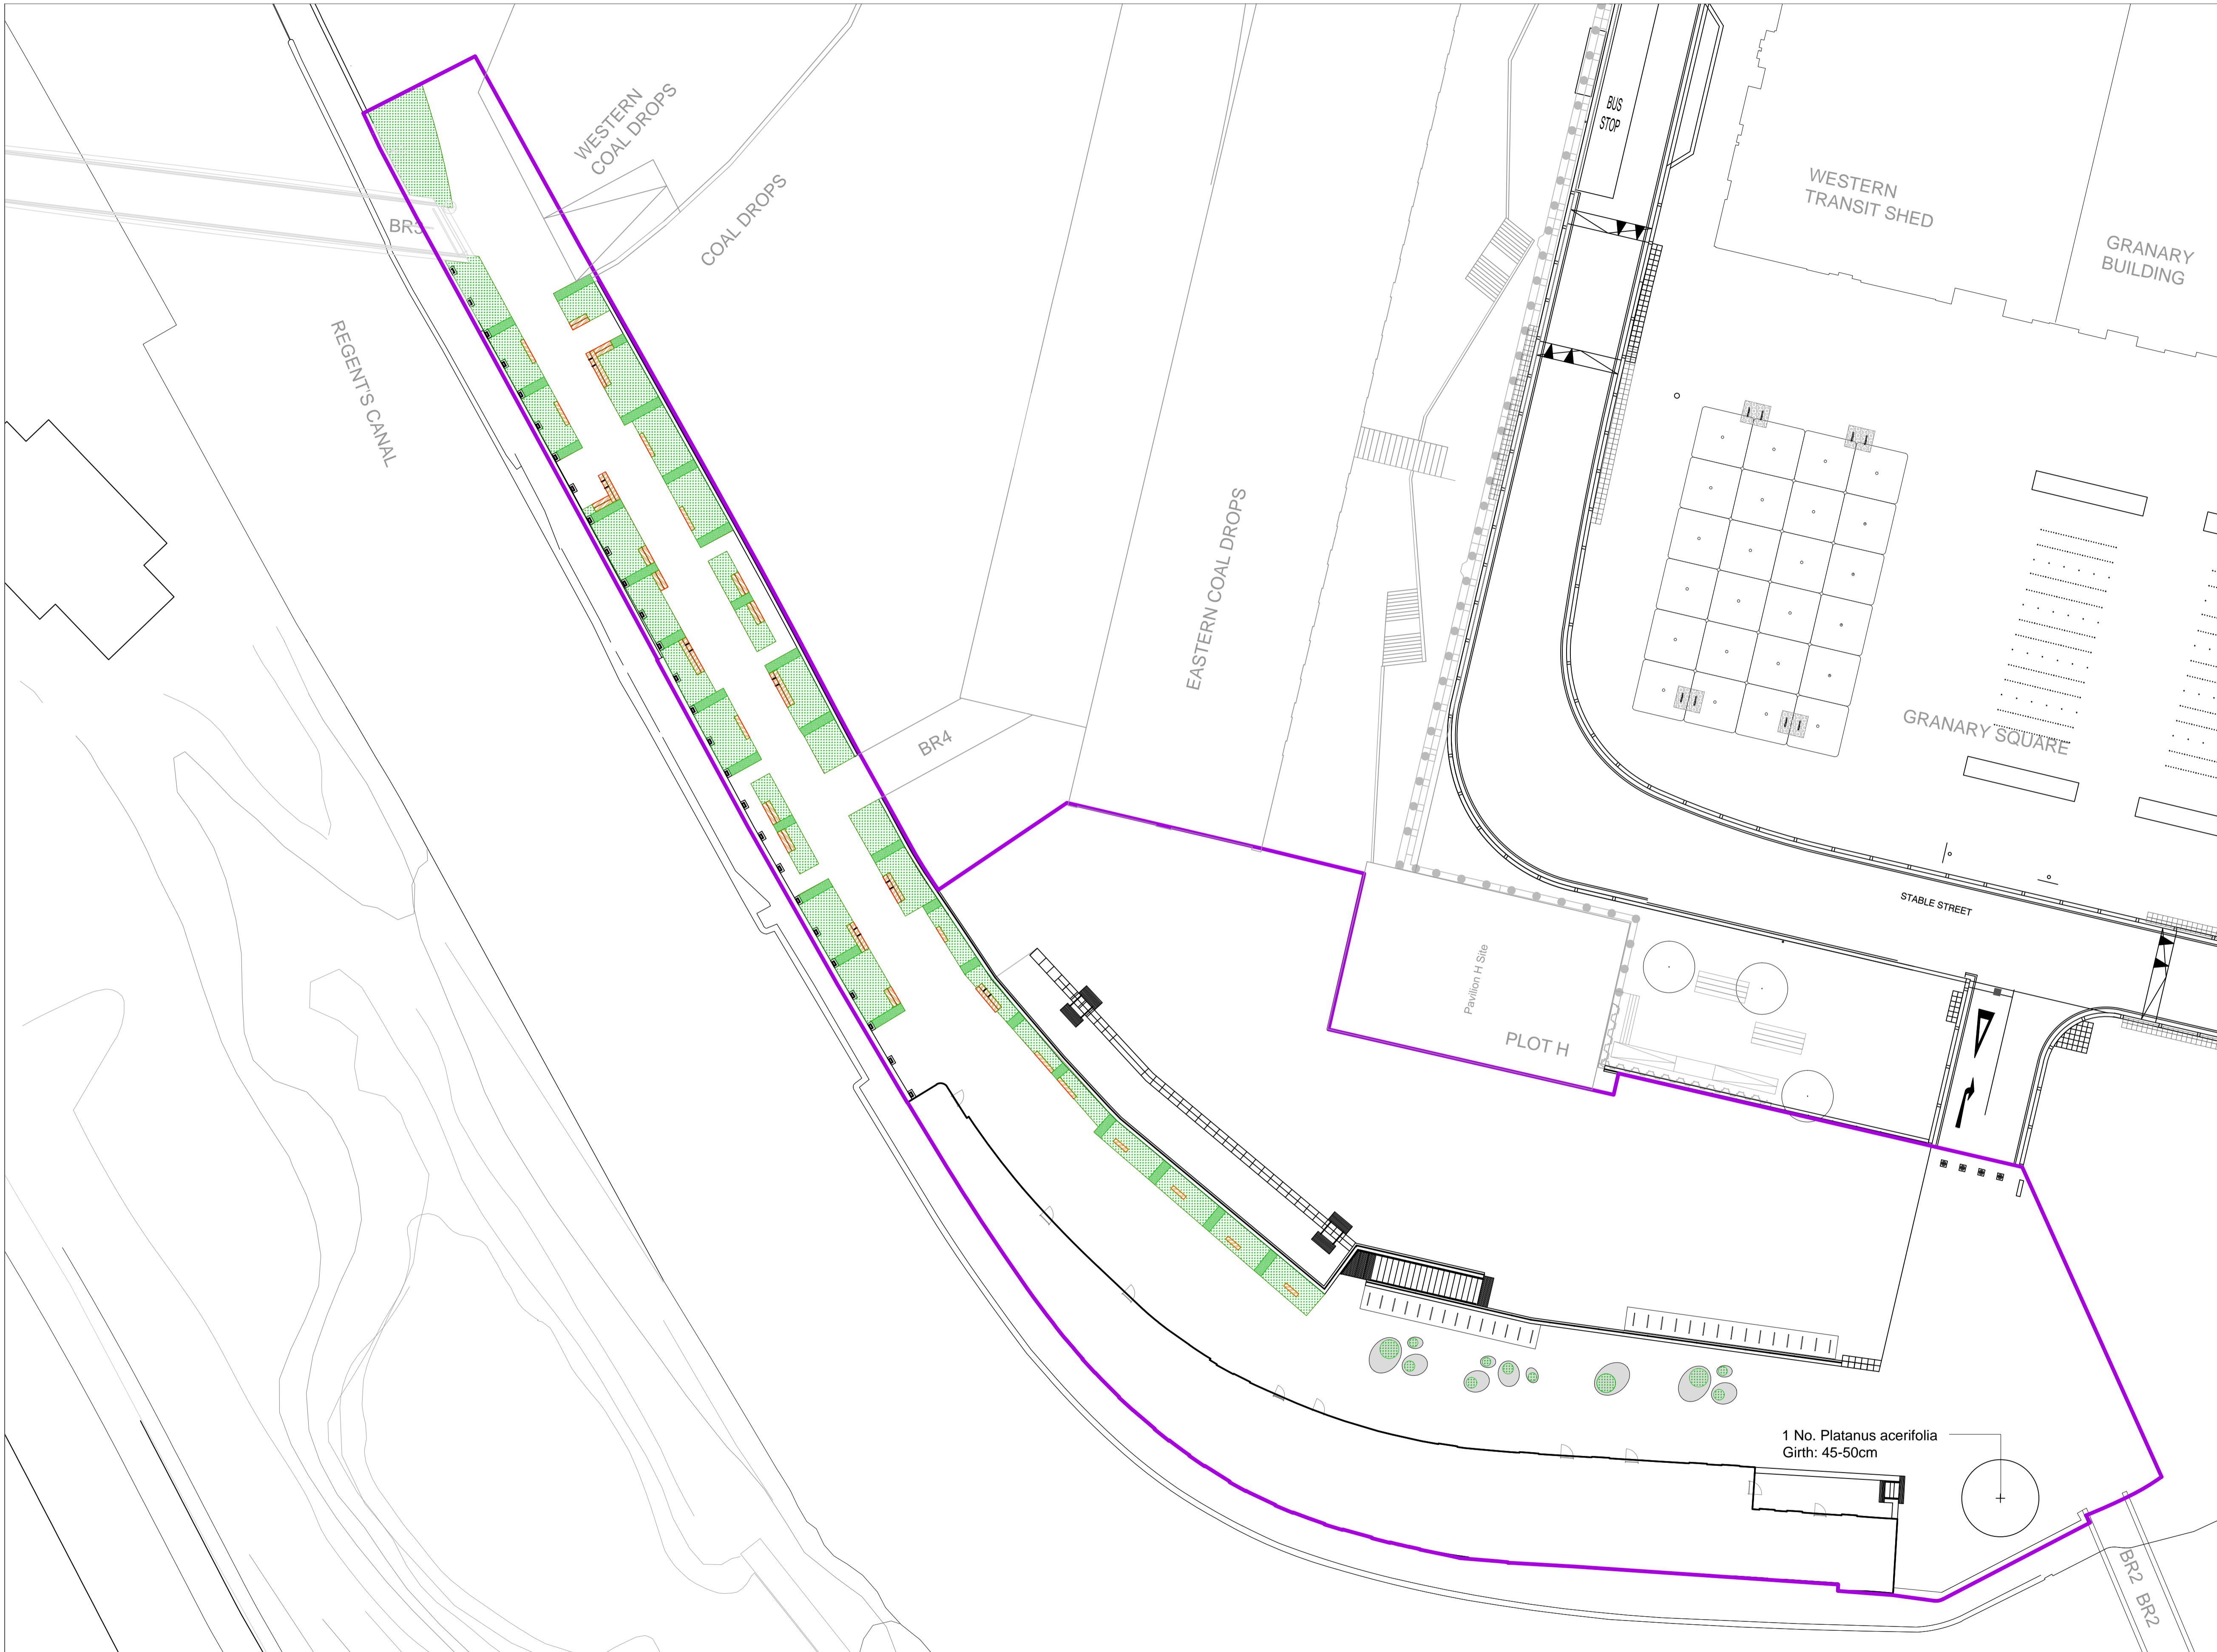 BUS
STOP
WESTERN
COAL DROPS
COAL DROPS
WESTERN
TRANSIT SHED
GRANARY
BUILDING
BR3
REGENT'S CANAL
EASTERN COAL DROPS
BR4
GRANARY SQUARE
STABLE STREET
Pavilion H Site
PLOT H
1 No. Platanus acerifolia
Girth: 45-50cm
BR2 BR2